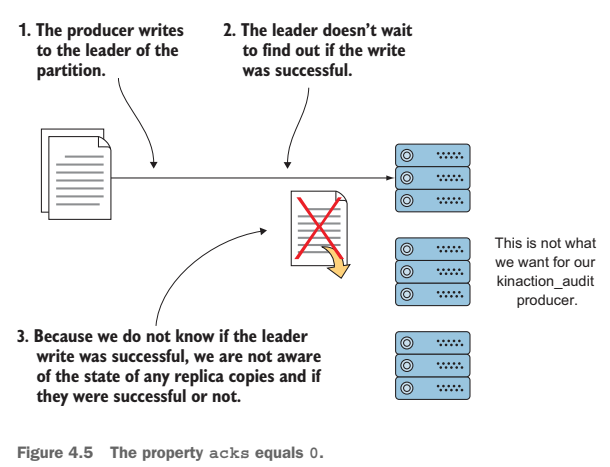 1. The producer writes
to the leader of the
partition.
2. The leader doesn't wait
to find out if the write
was successful.
This is not what
we want for our
kinaction_audit
producer.
3. Because we do not know if the leader
write was successful, we are not aware
of the state of any replica copies and if
they were successful or not.
Figure 4.5 The property acks equals 0.